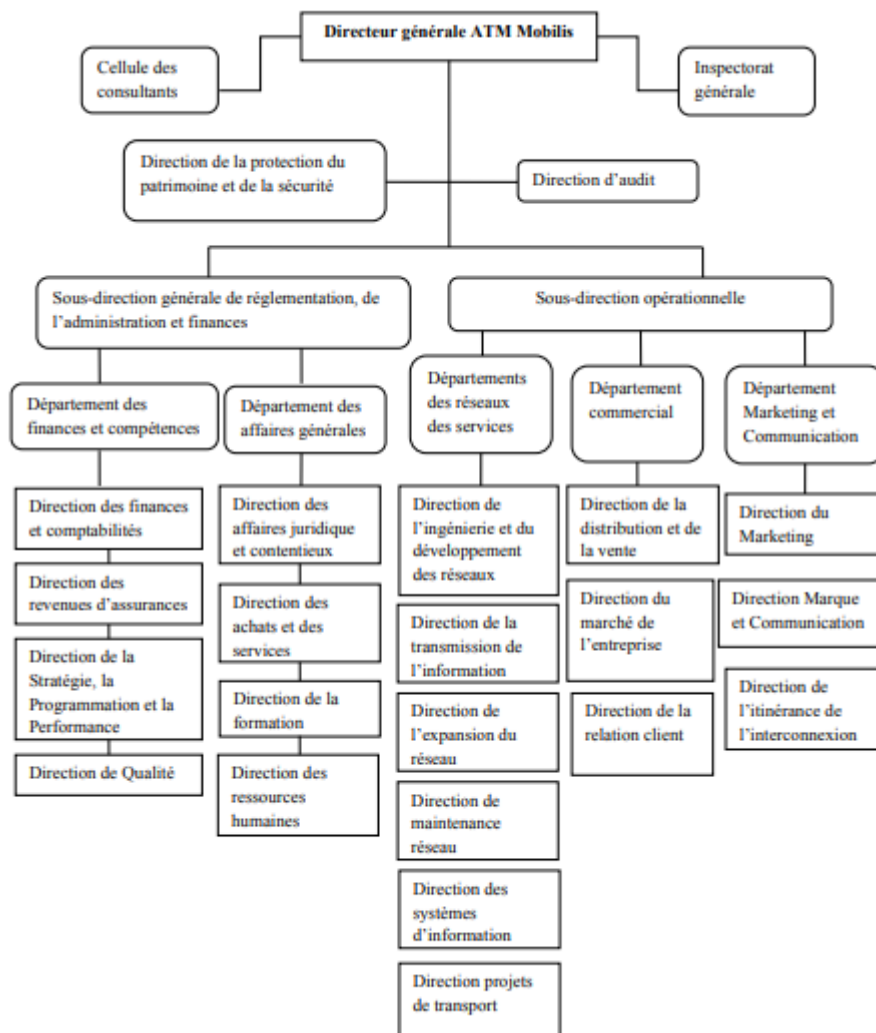 Directeur générale ATM Mobilis
Cellule des
consultants
Inspectorat
générale
Direction de la protection du
patrimoine et de la sécurité
Direction d'audit
Sous-direction générale de réglementation, de
l'administration et finances
Sous-direction opérationnelle
Département des
finances et compétences
Département des
affaires générales
Départements
des réseaux
des services
Département
commercial
Département
Marketing et
Communication
Direction des finances
et comptabilités
Direction des
revenues d'assurances
Direction de la
Stratégie, la
Programmation et la
Performance
Direction de Qualité
Direction des
affaires juridique
et contentieux
Direction des
achats et des
services
Direction de la
formation
Direction des
ressources
humaines
Direction de
l'ingénierie et du
développement
des réseaux
Direction de la
transmission de
l'information
Direction de
l'expansion du
réseau
Direction de
maintenance
réseau
Direction des
systèmes
d'information
Direction projets
de transport
Direction de la
distribution et de
la vente
Direction du
marché de
l'entreprise
Direction de la
relation client
Direction du
Marketing
Direction Marque
et Communication
Direction de
l'itinérance de
l'interconnexion